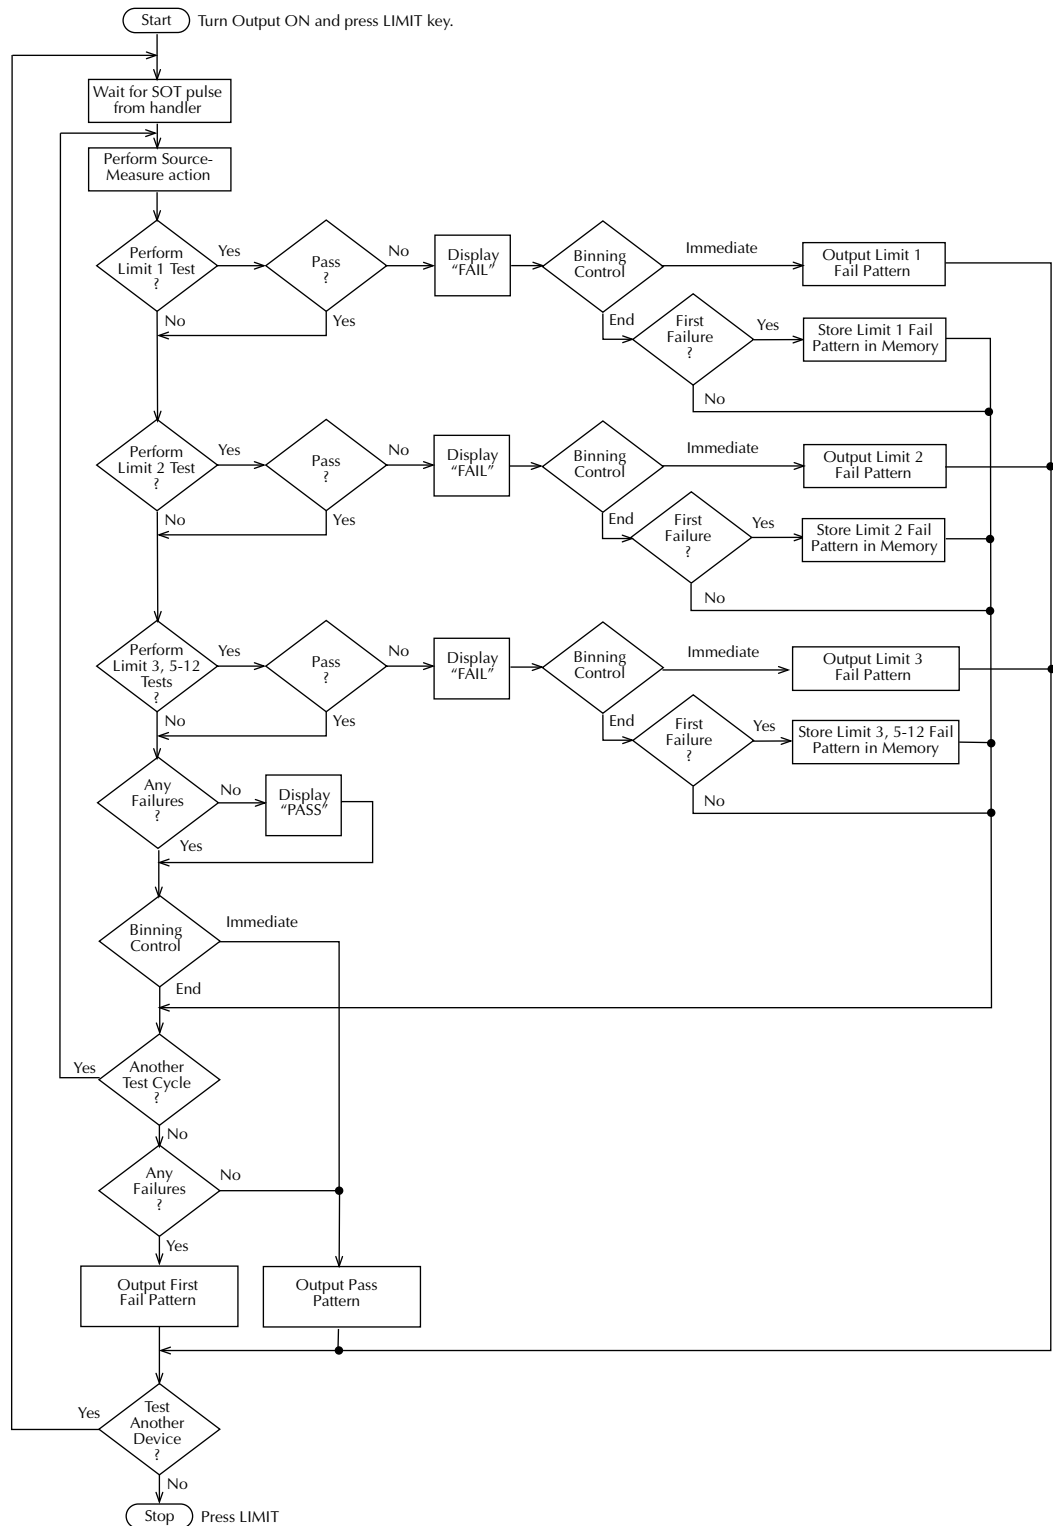 Start
Turn Output ON and press LIMIT key.
Wait for SOT pulse
from handler
Perform Source-
Measure action
Perform
Limit 1 Test
?
Yes
No
Pass
?
No
Yes
Display
“FAIL”
Binning
Control
Immediate
End
Output Limit 1
Fail Pattern
First
Failure
?
Yes
No
Store Limit 1 Fail
Pattern in Memory
Perform
Limit 2 Test
?
Yes
No
Pass
?
No
Yes
Display
“FAIL”
Binning
Control
Immediate
End
Output Limit 2
Fail Pattern
First
Failure
?
Yes
No
Store Limit 2 Fail
Pattern in Memory
Perform
Limit 3, 5-12
Tests
?
Yes
No
Pass
?
No
Yes
Display
“FAIL”
Binning
Control
Immediate
End
Output Limit 3
Fail Pattern
First
Failure
?
Yes
No
Store Limit 3, 5-12 Fail
Pattern in Memory
Any
Failures
?
No
Yes
Display
“PASS”
Binning
Control
Immediate
End
Another
Test Cycle
?
Yes
No
Any
Failures
?
No
Yes
Output First
Fail Pattern
Output Pass
Pattern
Test
Another
Device
?
Yes
No
Stop
Press LIMIT